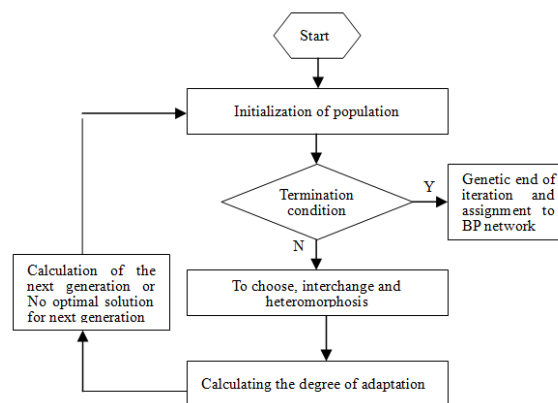 Start
Initialization of population
Termination
condition
Y
Genetic end of
iteration and
assignment to
BP network
N
To choose, interchange and
heteromorphosis
Calculation of the
next generation or
No optimal solution
for next generation
Calculating the degree of adaptation